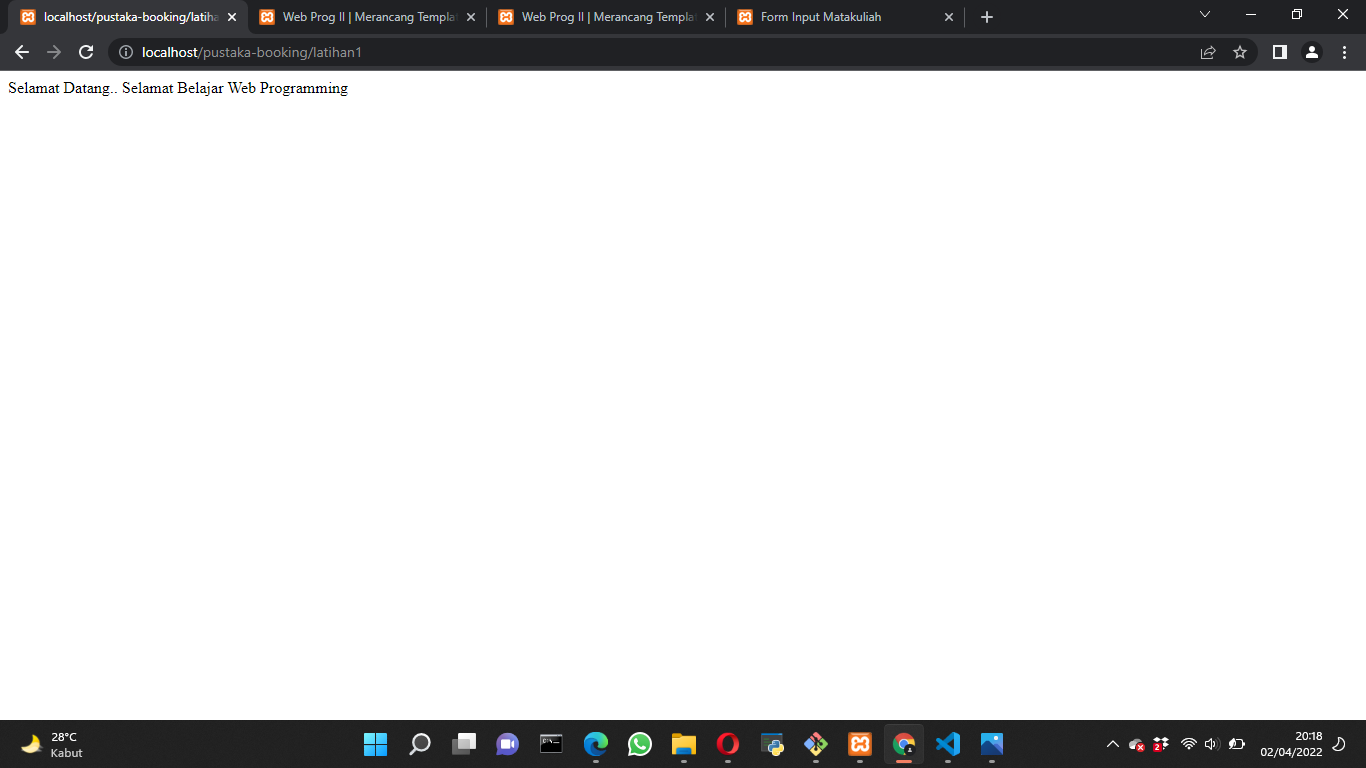 localhost/pustaka-booking/latiha
Web Prog II | Merancang Templat
Web Prog II | Merancang Templat
Form Input Matakuliah
localhost/pustaka-booking/latihan1
Selamat Datang.. Selamat Belajar Web Programming
28°C
Kabut
2
20:18
02/04/2022